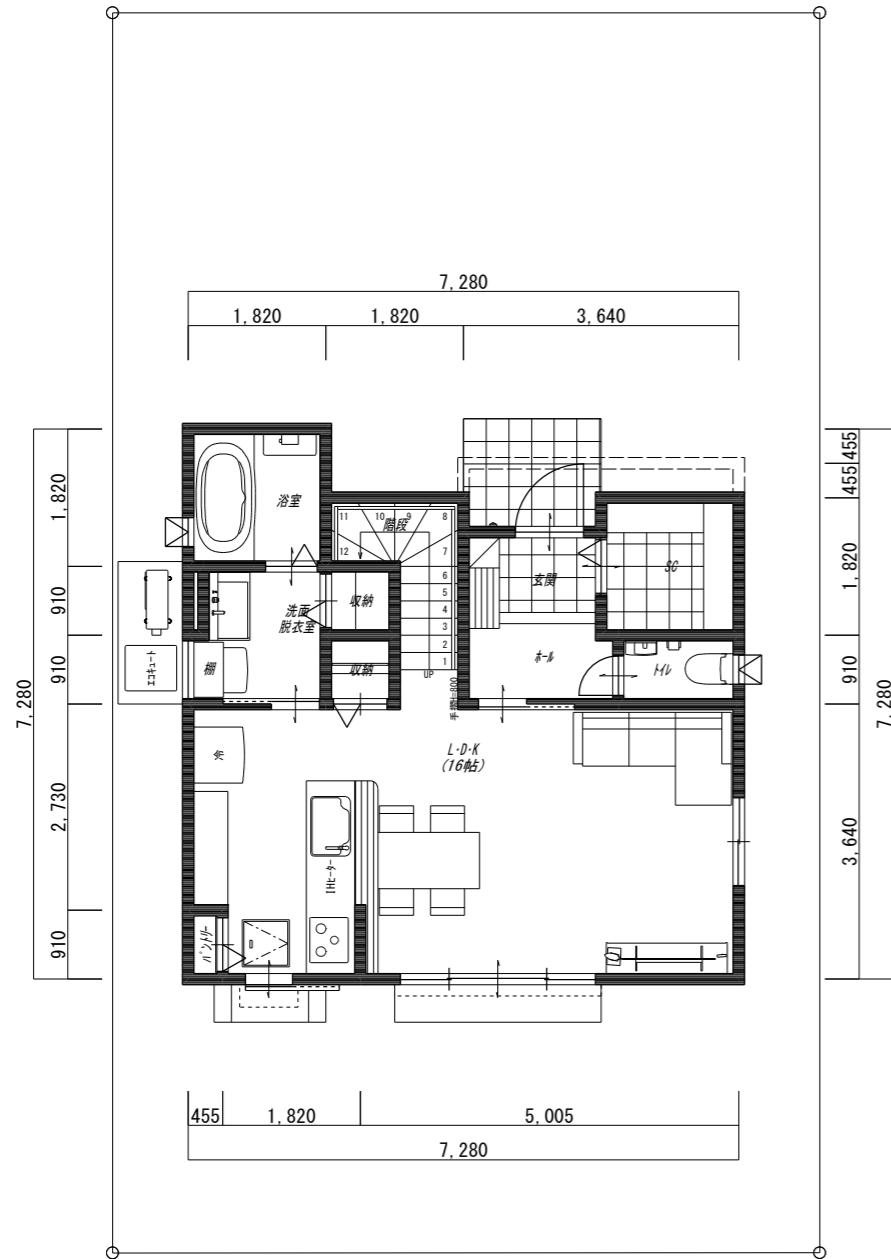 7,280
1,820
1,820
3,640
7,280
1,820
910
910
2,730
910
455
455
1,820
910
3,640
7,280
浴室
11
10
9
8
階段
12
7
6
5
4
3
2
1
UP
手摺H=800
玄関
SC
洗面
脱衣室
収納
収納
棚
エコキュート
ホール
トイレ
冷
L・D・K
(16帖)
IHヒーター
パントリー
455
1,820
5,005
7,280